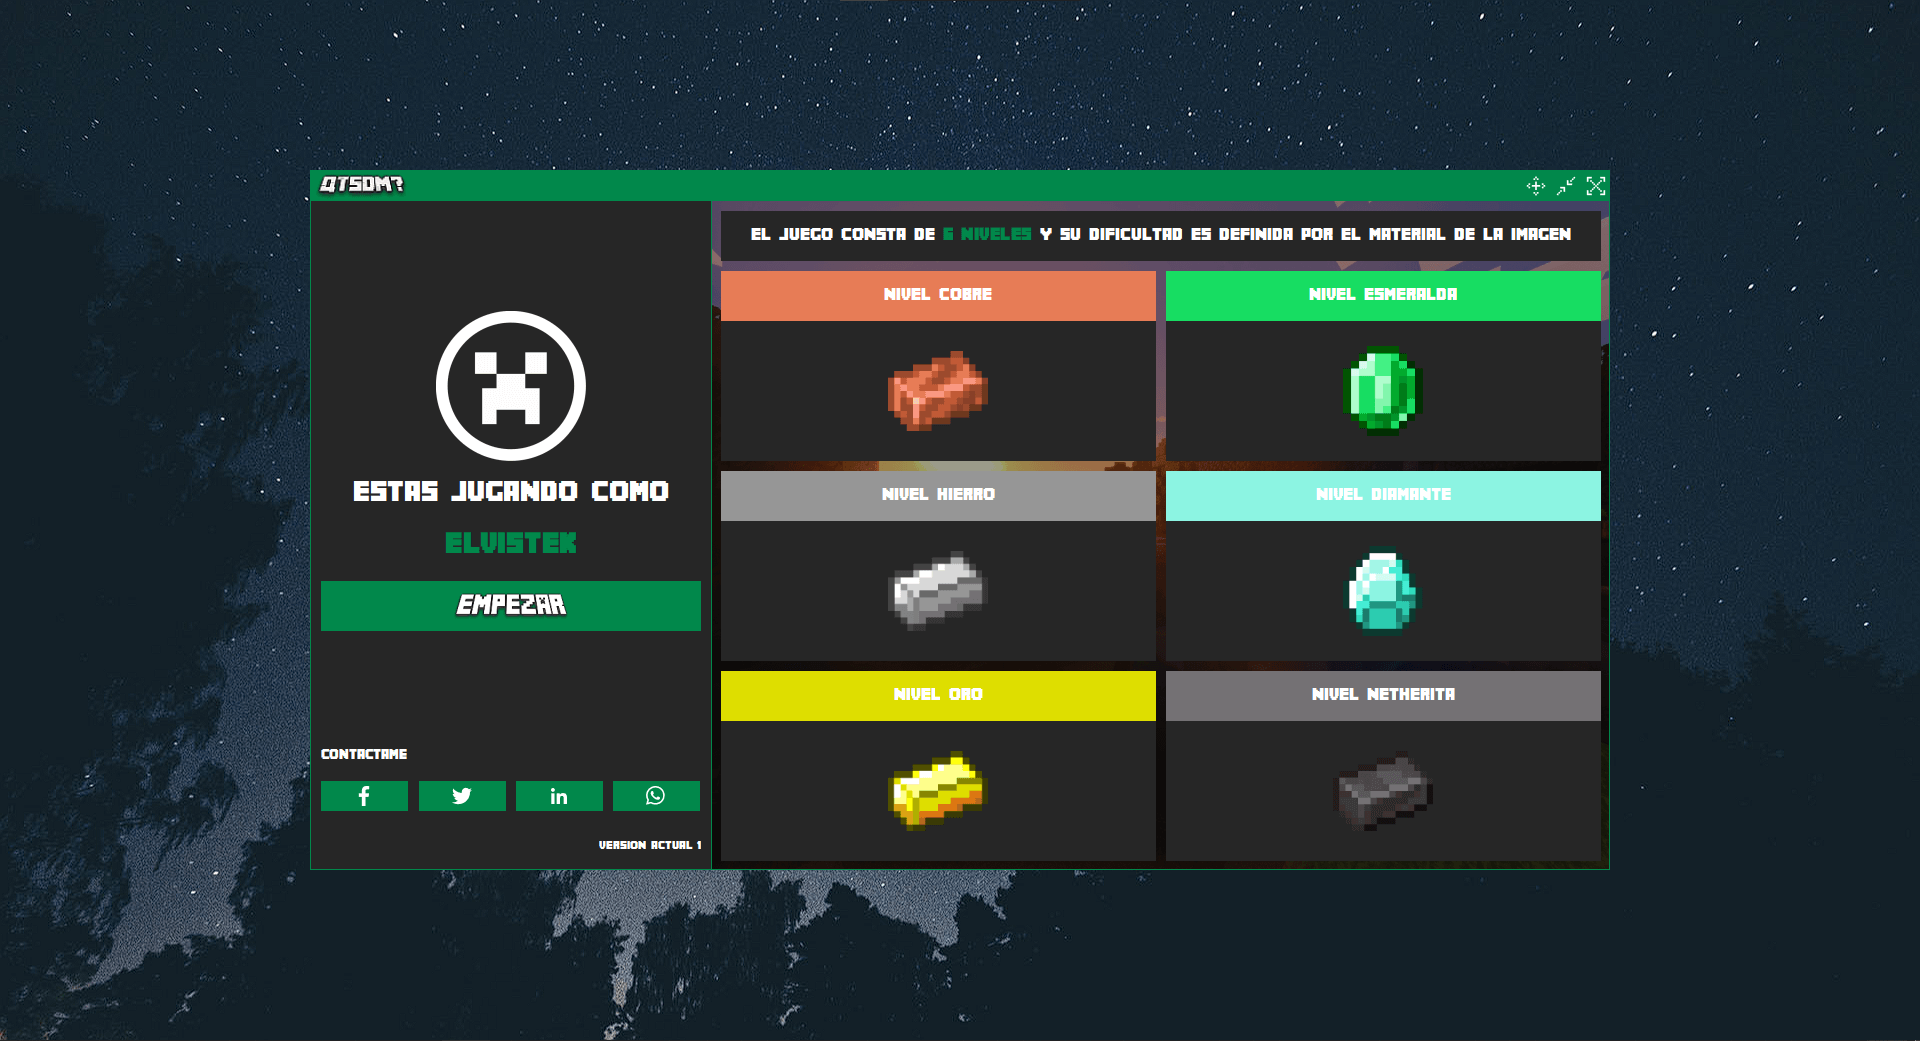 QTSDM?
ESTAS JUGANDO COMO
ELVISTEK
EMPEZAR
CONTACTAME
VERSION ACTUAL 1
EL JUEGO CONSTA DE 6 NIVELES Y SU DIFICULTAD ES DEFINIDA POR EL MATERIAL DE LA IMAGEN
NIVEL COBRE
NIVEL ESMERALDA
NIVEL HIERRO
NIVEL DIAMANTE
NIVEL ORO
NIVEL NETHERITA